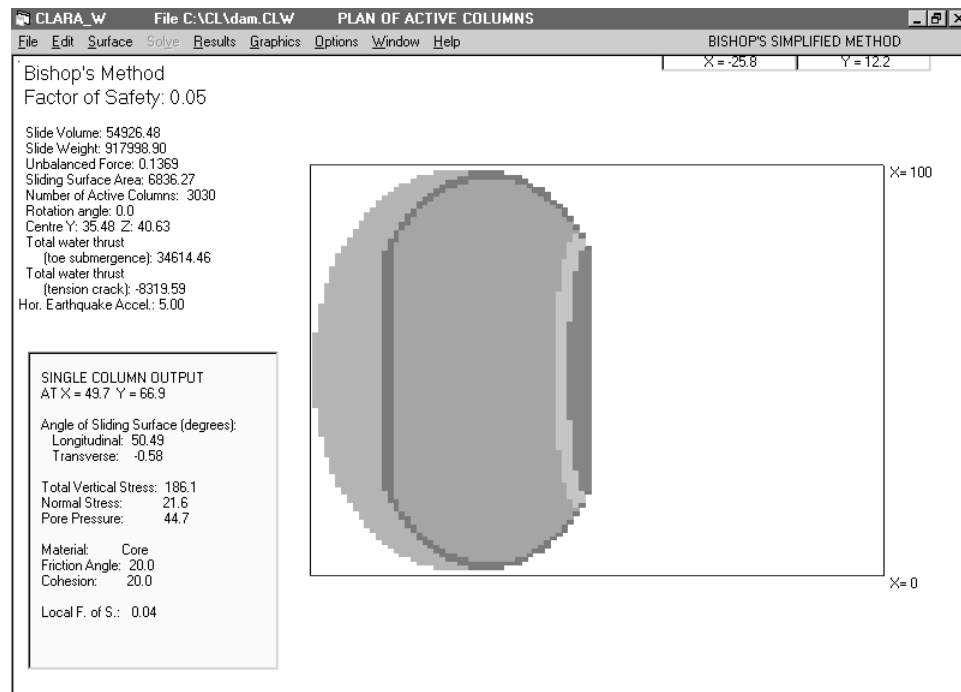 CLARA_W File C:\CL\dam.CLW PLAN OF ACTIVE COLUMNS
File Edit Surface Solve Results Graphics Options Window Help BISHOP'S SIMPLIFIED METHOD
X = -25.8 Y = 12.2
Bishop's Method
Factor of Safety: 0.05
Slide Volume: 54926.48
Slide Weight: 917998.90
Unbalanced Force: 0.1369
Sliding Surface Area: 6836.27
Number of Active Columns: 3030
Rotation angle: 0.0
Centre Y: 35.48 Z: 40.63
Total water thrust
(toe submergence): 34614.46
Total water thrust
(tension crack): -8319.59
Hor. Earthquake Accel.: 5.00
X= 100
SINGLE COLUMN OUTPUT
AT X = 49.7 Y = 66.9
Angle of Sliding Surface (degrees):
Longitudinal: 50.49
Transverse: -0.58
Total Vertical Stress: 186.1
Normal Stress: 21.6
Pore Pressure: 44.7
Material: Core
Friction Angle: 20.0
Cohesion: 20.0
Local F. of S.: 0.04
X= 0